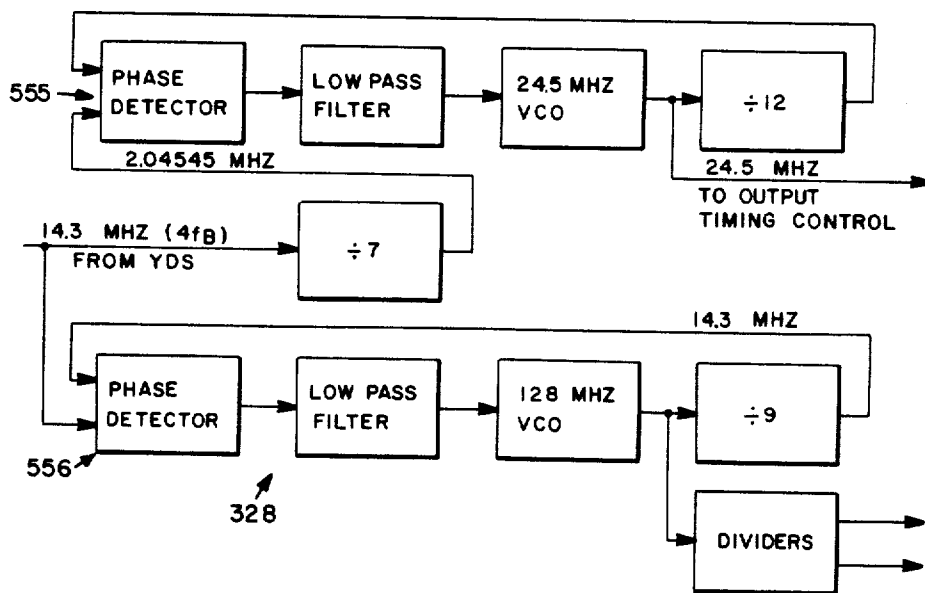 555
PHASE
DETECTOR
LOW PASS
FILTER
24.5 MHZ
VCO
÷12
2.04545 MHZ
24.5 MHZ
TO OUTPUT
TIMING CONTROL
14.3 MHZ (4fB)
FROM YDS
÷7
14.3 MHZ
PHASE
DETECTOR
LOW PASS
FILTER
128 MHZ
VCO
÷9
556
328
DIVIDERS